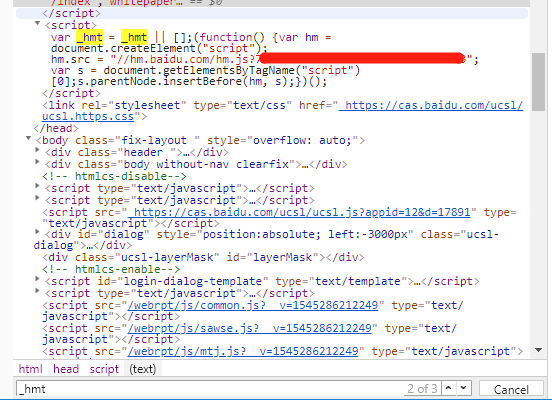 /index", whitepaper… == $0
</script>
<script>
var _hmt = _hmt || [];(function() {var hm =
document.createElement("script");
hm.src = "//hm.baidu.com/hm.js?7 3";
var s = document.getElementsByTagName("script")
[0];s.parentNode.insertBefore(hm, s);})();
</script>
<link rel="stylesheet" type="text/css" href=" https://cas.baidu.com/ucsl/
ucsl.https.css">
</head>
<body class="fix-layout " style="overflow: auto;">
<div class="header ">…</div>
<div class="body without-nav clearfix">…</div>
<!-- htmlcs-disable-->
<script type="text/javascript">…</script>
<script type="text/javascript">…</script>
<script src=" https://cas.baidu.com/ucsl/ucsl.js?appid=12&d=17891" type=
"text/javascript"></script>
<div id="dialog" style="position:absolute; left:-3000px" class="ucsl-
dialog">…</div>
<div class="ucsl-layerMask" id="layerMask"></div>
<!-- htmlcs-enable-->
<script id="login-dialog-template" type="text/template">…</script>
<script type="text/javascript">…</script>
<script src="/webrpt/js/common.js?__v=1545286212249" type="text/
javascript"></script>
<script src="/webrpt/js/sawse.js?__v=1545286212249" type="text/
javascript"></script>
<script src="/webrpt/js/mtj.js?__v=1545286212249" type="text/javascript">
</script>
html head script (text)
_hmt 2 of 3 Cancel